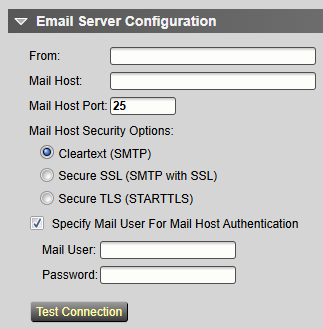 Email Server Configuration
From:
Mail Host:
Mail Host Port: 25
Mail Host Security Options:
Cleartext (SMTP)
Secure SSL (SMTP with SSL)
Secure TLS (STARTTLS)
Specify Mail User For Mail Host Authentication
Mail User:
Password:
Test Connection